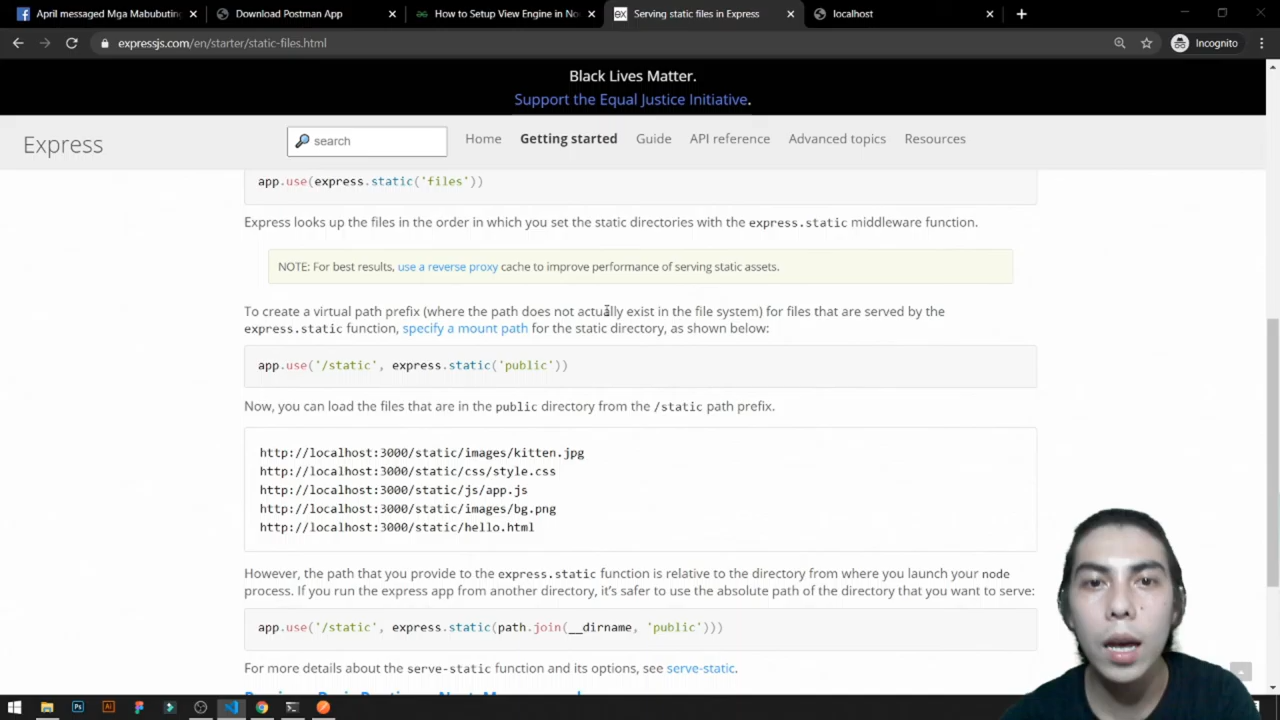 April messaged Mga Mabubuting
Download Postman App
How to Setup View Engine in No
Serving static files in Express
localhost
expressjs.com/en/starter/static-files.html
Incognito
Black Lives Matter.
Support the Equal Justice Initiative.
Express
search
Home
Getting started
Guide
API reference
Advanced topics
Resources
app.use(express.static('files'))
Express looks up the files in the order in which you set the static directories with the express.static middleware function.
NOTE: For best results, use a reverse proxy cache to improve performance of serving static assets.
To create a virtual path prefix (where the path does not actually exist in the file system) for files that are served by the
express.static function, specify a mount path for the static directory, as shown below:
app.use('/static', express.static('public'))
Now, you can load the files that are in the public directory from the /static path prefix.
http://localhost:3000/static/images/kitten.jpg
http://localhost:3000/static/css/style.css
http://localhost:3000/static/js/app.js
http://localhost:3000/static/images/bg.png
http://localhost:3000/static/hello.html
However, the path that you provide to the express.static function is relative to the directory from where you launch your node
process. If you run the express app from another directory, it's safer to use the absolute path of the directory that you want to serve:
app.use('/static', express.static(path.join(__dirname, 'public')))
For more details about the serve-static function and its options, see serve-static.